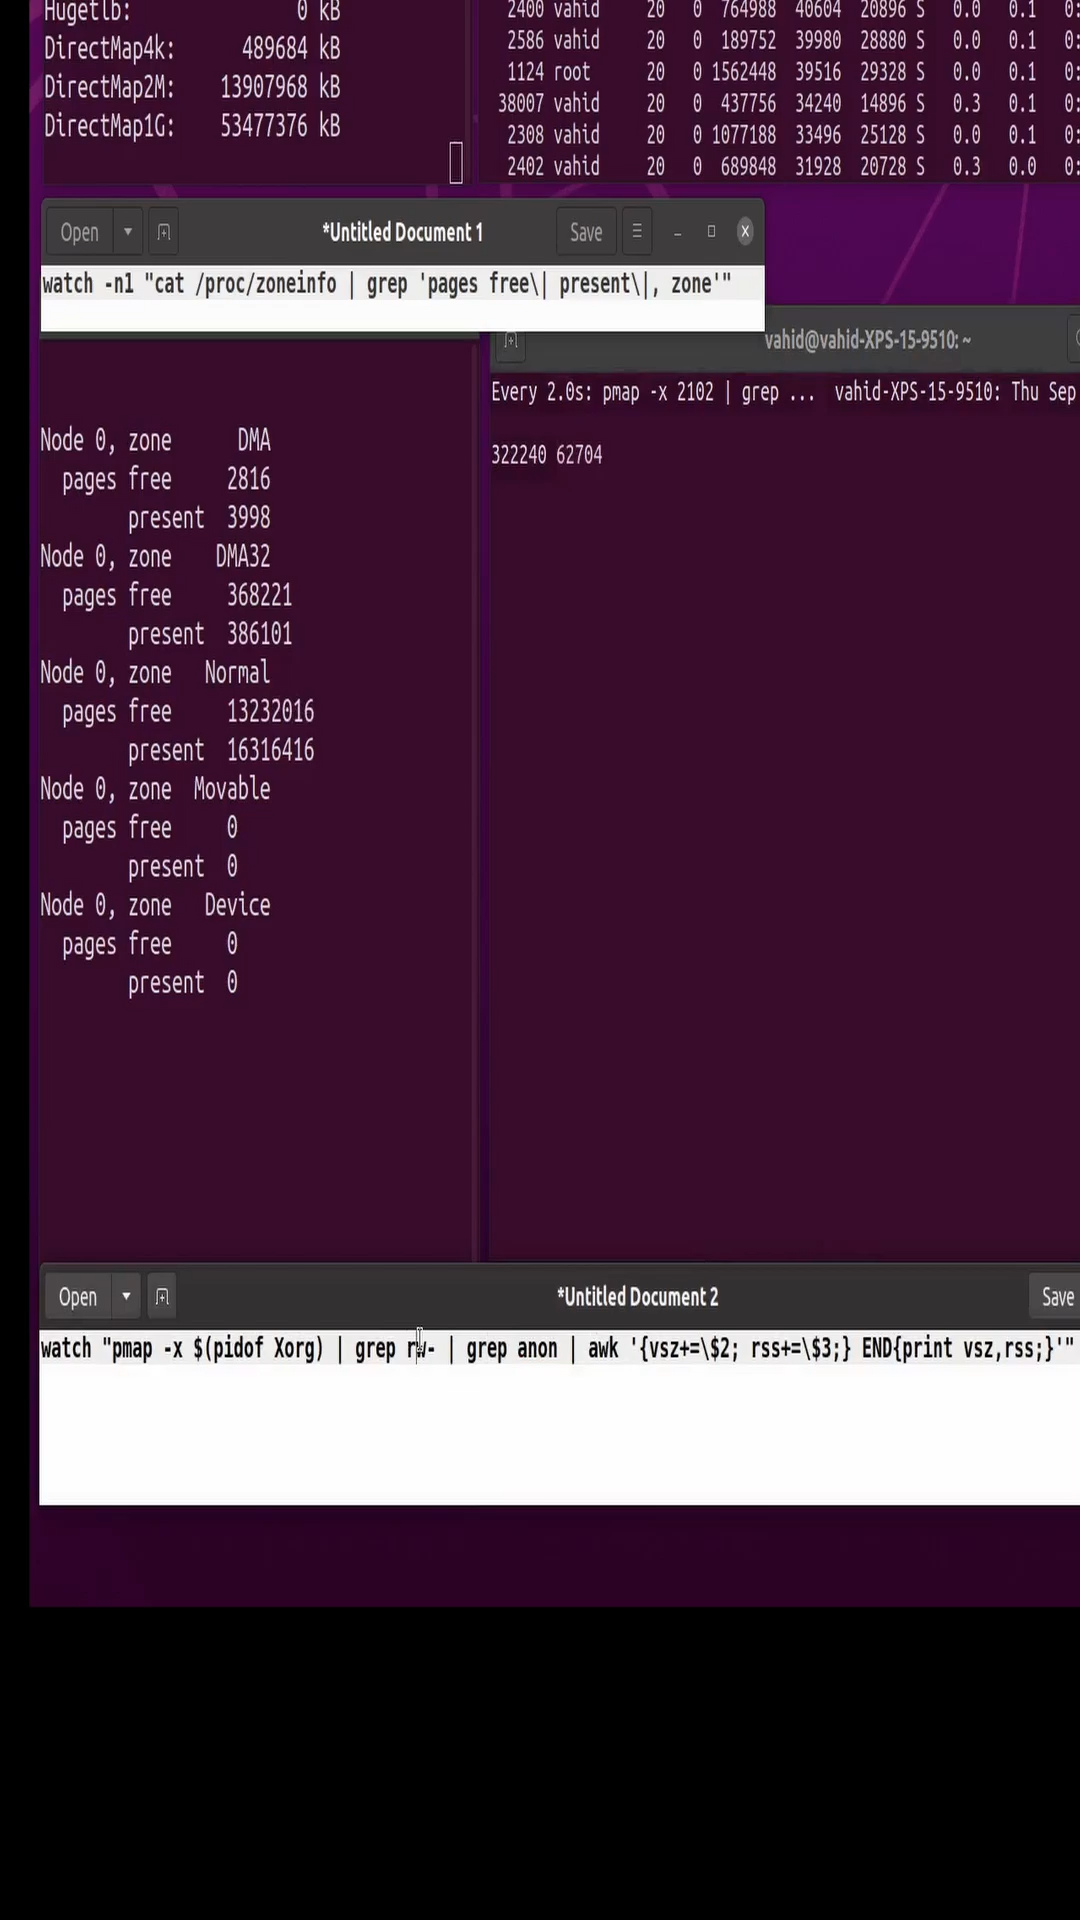 Hugetlb: 0 kB
DirectMap4k: 489684 kB
DirectMap2M: 13907968 kB
DirectMap1G: 53477376 kB
2400 vahid 20 0 764988 40604 20896 S 0.0 0.1 0:
2586 vahid 20 0 189752 39980 28880 S 0.0 0.1 0:
1124 root 20 0 1562448 39516 29328 S 0.0 0.1 0:
38007 vahid 20 0 437756 34240 14896 S 0.3 0.1 0:
2308 vahid 20 0 1077188 33496 25128 S 0.0 0.1 0:
2402 vahid 20 0 689848 31928 20728 S 0.3 0.0 0:
Open *Untitled Document 1 Save
watch -n1 "cat /proc/zoneinfo | grep 'pages free\| present\|, zone'"
vahid@vahid-XPS-15-9510: ~
Every 2.0s: pmap -x 2102 | grep ... vahid-XPS-15-9510: Thu Sep
322240 62704
Node 0, zone DMA
pages free 2816
present 3998
Node 0, zone DMA32
pages free 368221
present 386101
Node 0, zone Normal
pages free 13232016
present 16316416
Node 0, zone Movable
pages free 0
present 0
Node 0, zone Device
pages free 0
present 0
Open *Untitled Document 2 Save
watch "pmap -x $(pidof Xorg) | grep rw- | grep anon | awk '{vsz+=\$2; rss+=\$3;} END{print vsz,rss;}'"